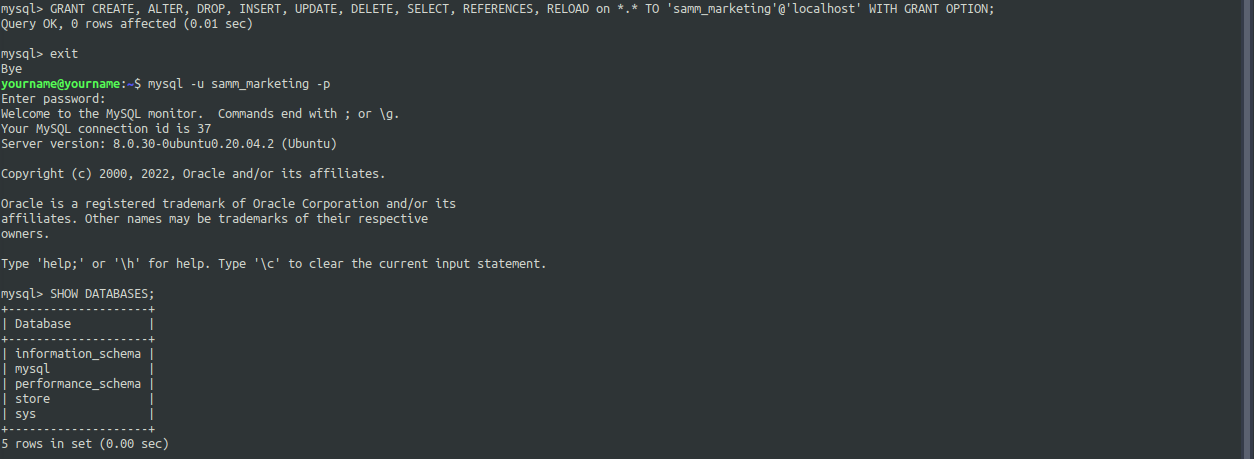 mysql> GRANT CREATE, ALTER, DROP, INSERT, UPDATE, DELETE, SELECT, REFERENCES, RELOAD on *.* TO 'samm_marketing'@'localhost' WITH GRANT OPTION;
Query OK, 0 rows affected (0.01 sec)

mysql> exit
Bye
yourname@yourname:~$ mysql -u samm_marketing -p
Enter password:
Welcome to the MySQL monitor.  Commands end with ; or \g.
Your MySQL connection id is 37
Server version: 8.0.30-0ubuntu0.20.04.2 (Ubuntu)

Copyright (c) 2000, 2022, Oracle and/or its affiliates.

Oracle is a registered trademark of Oracle Corporation and/or its
affiliates. Other names may be trademarks of their respective
owners.

Type 'help;' or '\h' for help. Type '\c' to clear the current input statement.

mysql> SHOW DATABASES;
+--------------------+
| Database           |
+--------------------+
| information_schema |
| mysql              |
| performance_schema |
| store              |
| sys                |
+--------------------+
5 rows in set (0.00 sec)